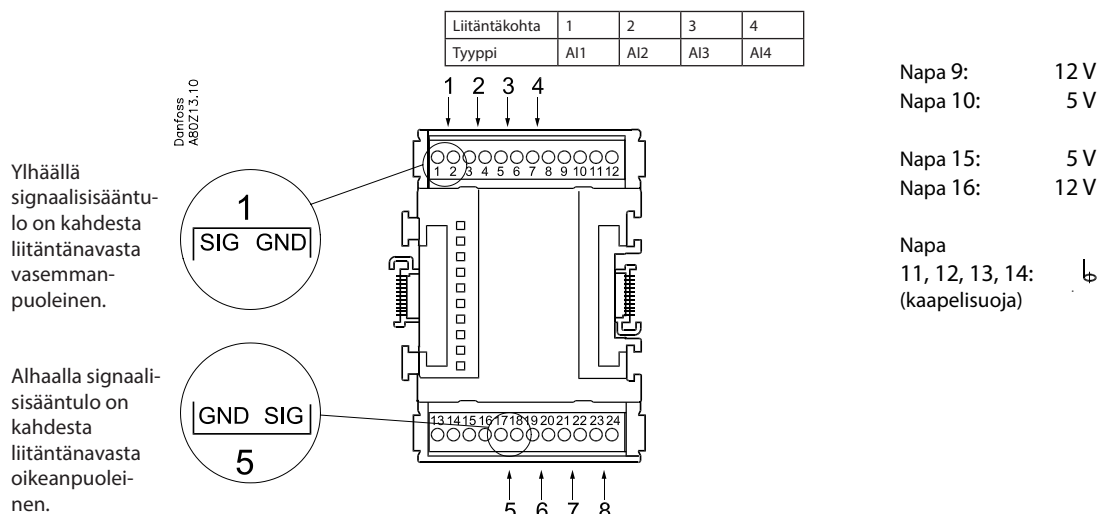 Liitäntäkohta 1 2 3 4
Tyyppi AI1 AI2 AI3 AI4
1 2 3 4
Danfoss
A80Z13.10
Napa 9: 12 V
Napa 10: 5 V
Napa 15: 5 V
Napa 16: 12 V
Napa
11, 12, 13, 14:
(kaapelisuoja)
Ylhäällä
signaalisisääntu-
lo on kahdesta
liitäntänavasta
vasemman-
puoleinen.
1
SIG GND
1 2 3 4 5 6 7 8 9 10 11 12
Alhaalla signaali-
sisääntulo on
kahdesta
liitäntänavasta
oikeanpuolei-
nen.
GND SIG
5
13 14 15 16 17 18 19 20 21 22 23 24
5 6 7 8